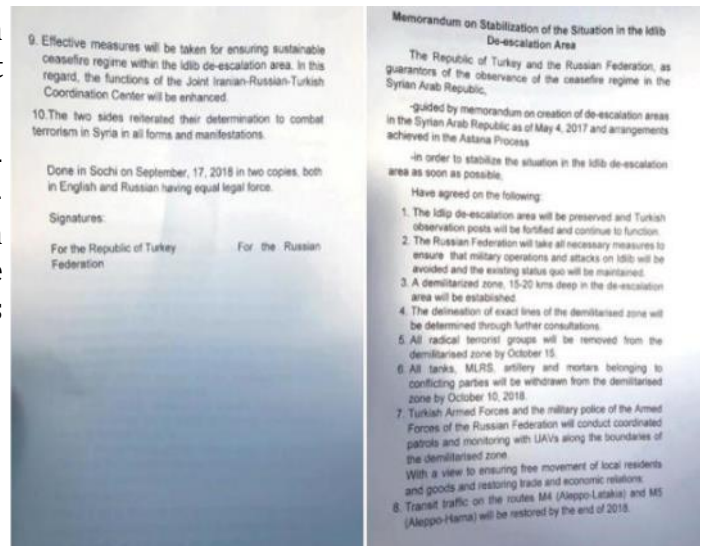 9. Effective measures will be taken for ensuring sustainable
ceasefire regime within the Idlib de-escalation area. In this
regard, the functions of the Joint Iranian-Russian-Turkish
Coordination Center will be enhanced.
10.The two sides reiterated their determination to combat
terrorism in Syria in all forms and manifestations.
Done in Sochi on September, 17, 2018 in two copies, both
in English and Russian having equal legal force.
Signatures:
For the Republic of Turkey For the Russian
Federation
Memorandum on Stabilization of the Situation in the Idlib
De-escalation Area
The Republic of Turkey and the Russian Federation, as
guarantors of the observance of the ceasefire regime in the
Syrian Arab Republic,
-guided by memorandum on creation of de-escalation areas
in the Syrian Arab Republic as of May 4, 2017 and arrangements
achieved in the Astana Process
-in order to stabilize the situation in the Idlib de-escalation
area as soon as possible,
Have agreed on the following:
1. The Idlip de-escalation area will be preserved and Turkish
observation posts will be fortified and continue to function.
2. The Russian Federation will take all necessary measures to
ensure that military operations and attacks on Idlib will be
avoided and the existing status quo will be maintained.
3. A demilitarized zone, 15-20 kms deep in the de-escalation
area will be established.
4. The delineation of exact lines of the demilitarised zone will
be determined through further consultations.
5. All radical terrorist groups will be removed from the
demilitarised zone by October 15.
6. All tanks, MLRS, artillery and mortars belonging to
conflicting parties will be withdrawn from the demilitarised
zone by October 10, 2018.
7. Turkish Armed Forces and the military police of the Armed
Forces of the Russian Federation will conduct coordinated
patrols and monitoring with UAVs along the boundaries of
the demilitarised zone.
With a view to ensuring free movement of local residents
and goods and restoring trade and economic relations
8. Transit traffic on the routes M4 (Aleppo-Latakia) and M5
(Aleppo-Hama) will be restored by the end of 2018.